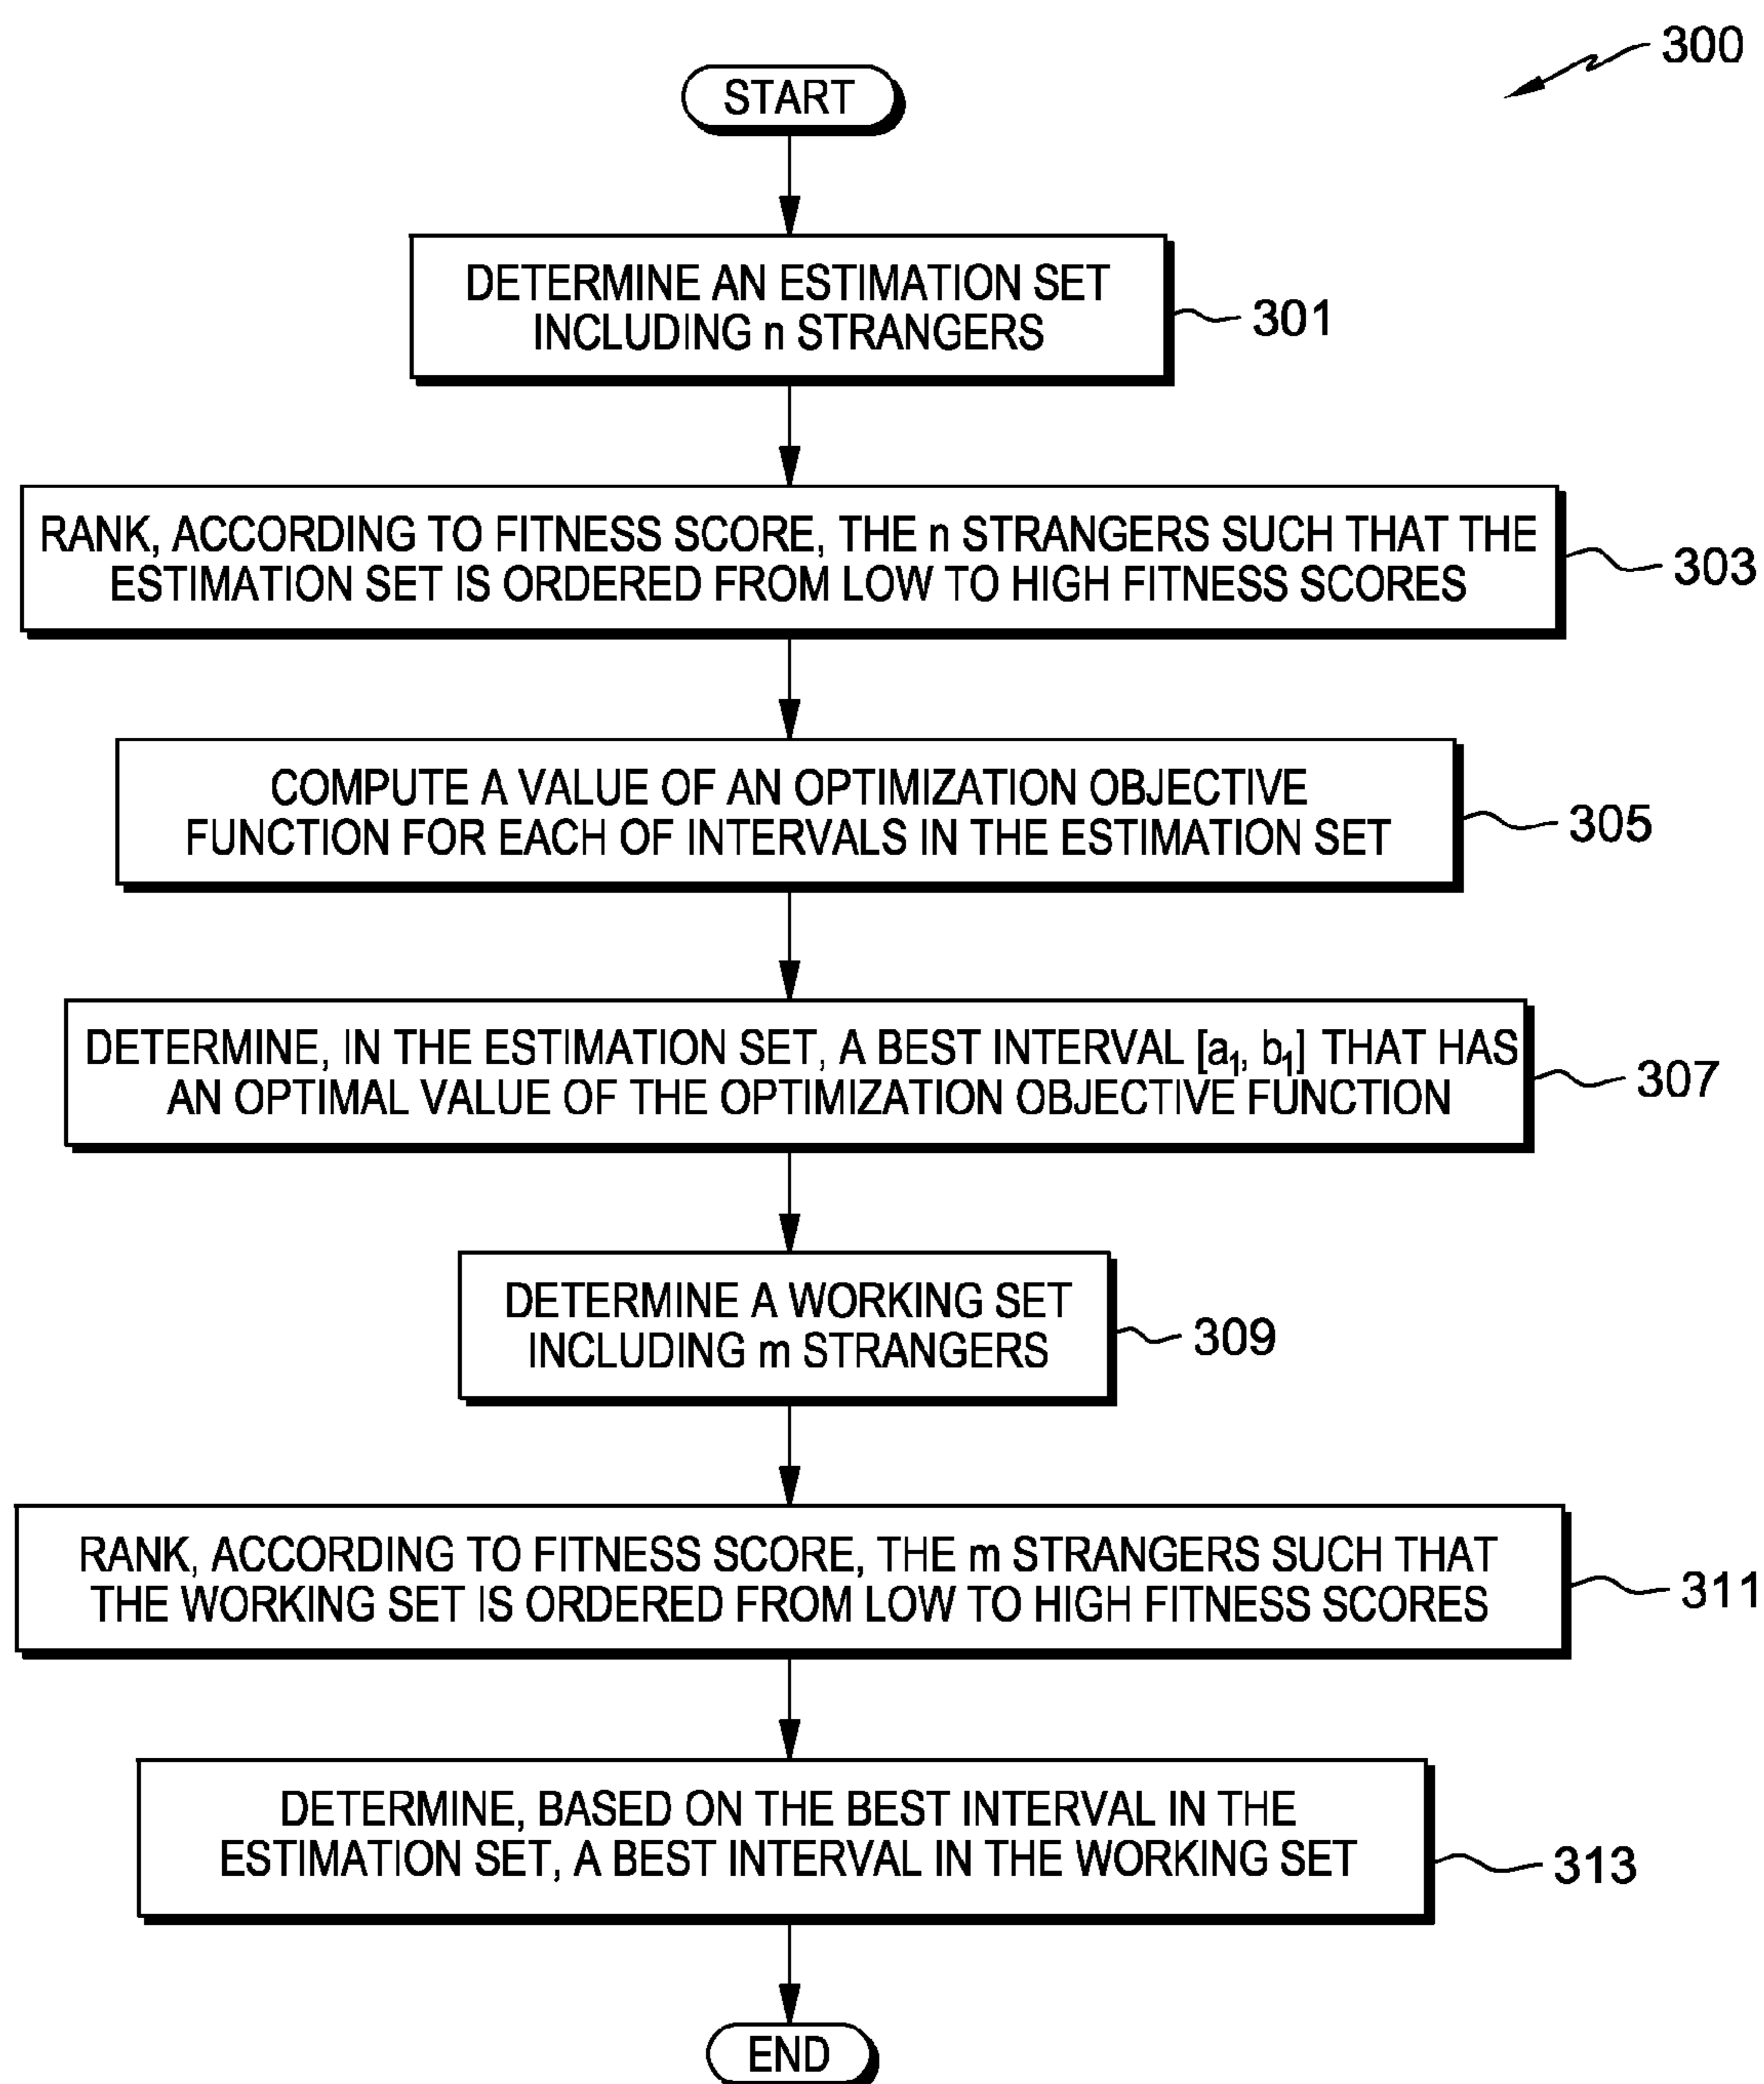 300
START
DETERMINE AN ESTIMATION SET
INCLUDING n STRANGERS
301
RANK, ACCORDING TO FITNESS SCORE, THE n STRANGERS SUCH THAT THE
ESTIMATION SET IS ORDERED FROM LOW TO HIGH FITNESS SCORES
303
COMPUTE A VALUE OF AN OPTIMIZATION OBJECTIVE
FUNCTION FOR EACH OF INTERVALS IN THE ESTIMATION SET
305
DETERMINE, IN THE ESTIMATION SET, A BEST INTERVAL [a₁, b₁] THAT HAS
AN OPTIMAL VALUE OF THE OPTIMIZATION OBJECTIVE FUNCTION
307
DETERMINE A WORKING SET
INCLUDING m STRANGERS
309
RANK, ACCORDING TO FITNESS SCORE, THE m STRANGERS SUCH THAT
THE WORKING SET IS ORDERED FROM LOW TO HIGH FITNESS SCORES
311
DETERMINE, BASED ON THE BEST INTERVAL IN THE
ESTIMATION SET, A BEST INTERVAL IN THE WORKING SET
313
END